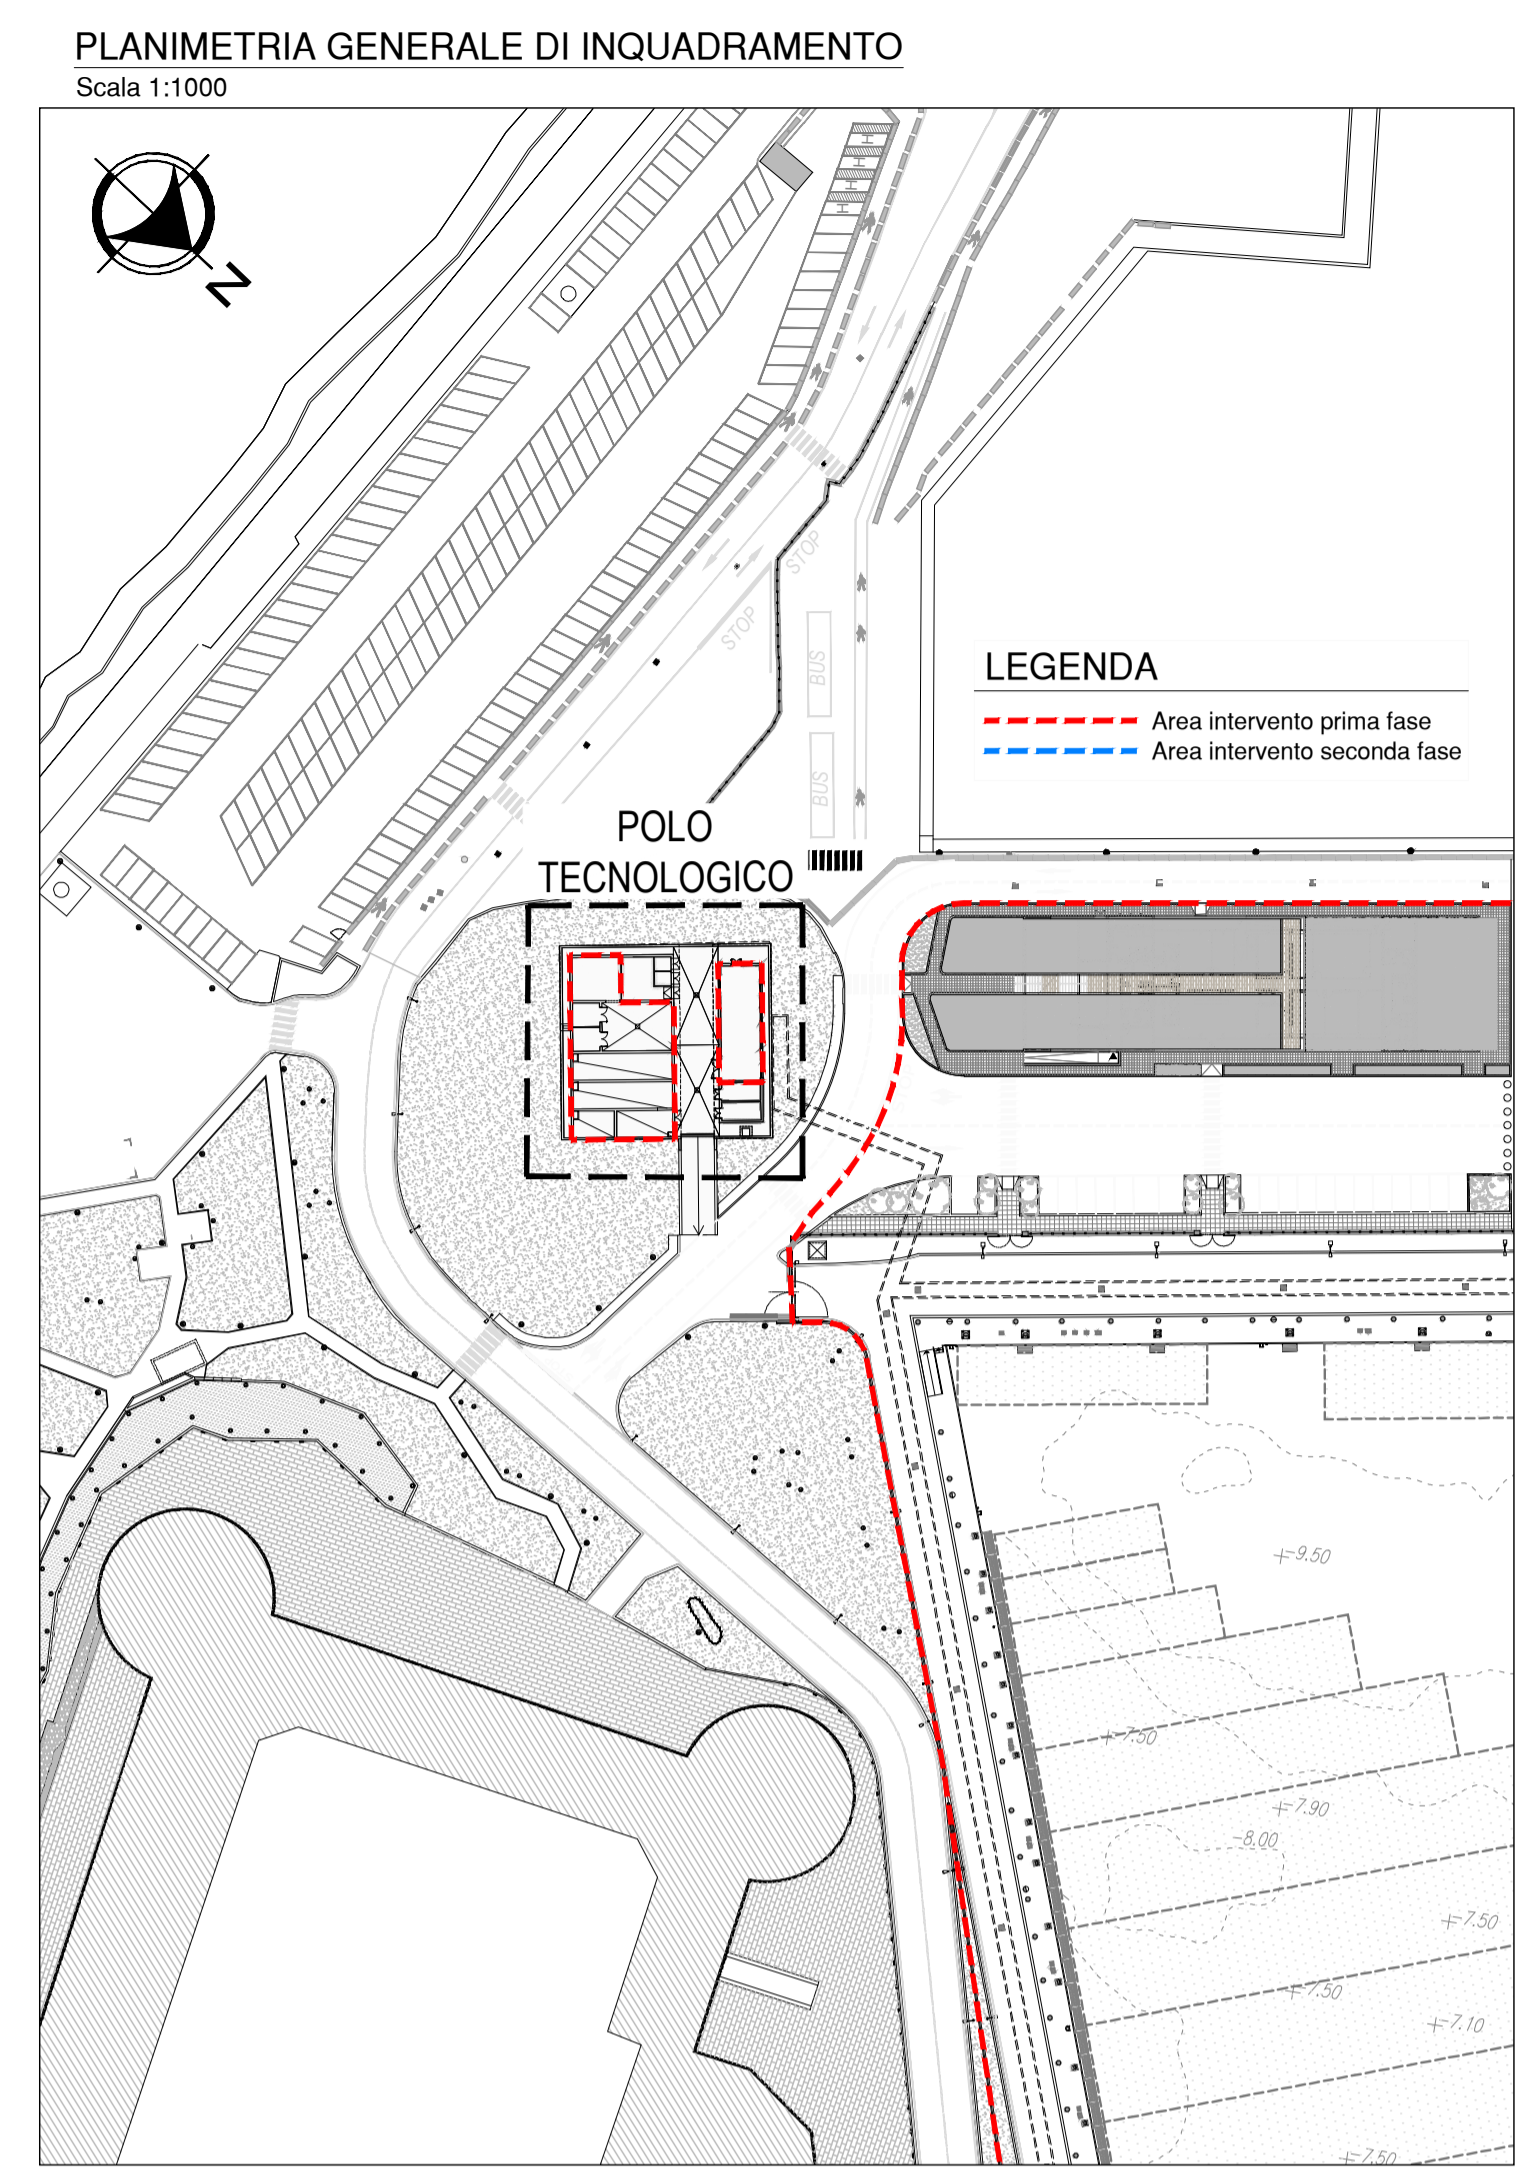 PLANIMETRIA GENERALE DI INQUADRAMENTO
Scala 1:1000
N
H
H
H
H
STOP
STOP
BUS
BUS
LEGENDA
Area intervento prima fase
Area intervento seconda fase
POLO
TECNOLOGICO
-9.50
-7.50
-7.90
-8.00
-7.50
-7.50
-7.10
-7.50